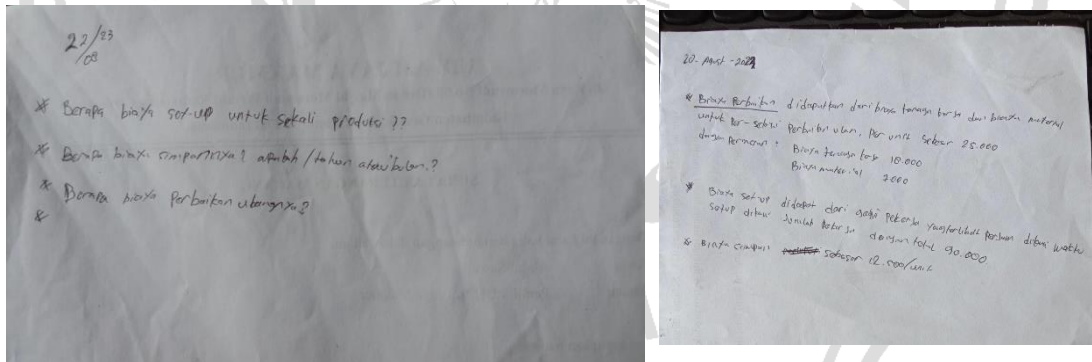 22/23
/08
* Berapa biaya set-up untuk sekali produksi ??
* Berapa biaya simpannya? apakah /tahun atau bulan.?
* Berapa biaya Perbaikan ulangnya?
*
20 - Agust - 2023
* Biaya Perbaikan didapatkan dari biaya tenaga kerja dan biaya material
untuk Per-sekali Perbaikan ulang. Per unit sebesar 25.000
dengan Perincian : Biaya tenaga kerja 18.000
Biaya material 7000
* Biaya set-up didapat dari gaji Pekerja yang terlibat dikali waktu
setup dikali Jumlah Pekerja dengan total 90.000
* Biaya simpan sebesar 12.500/unit